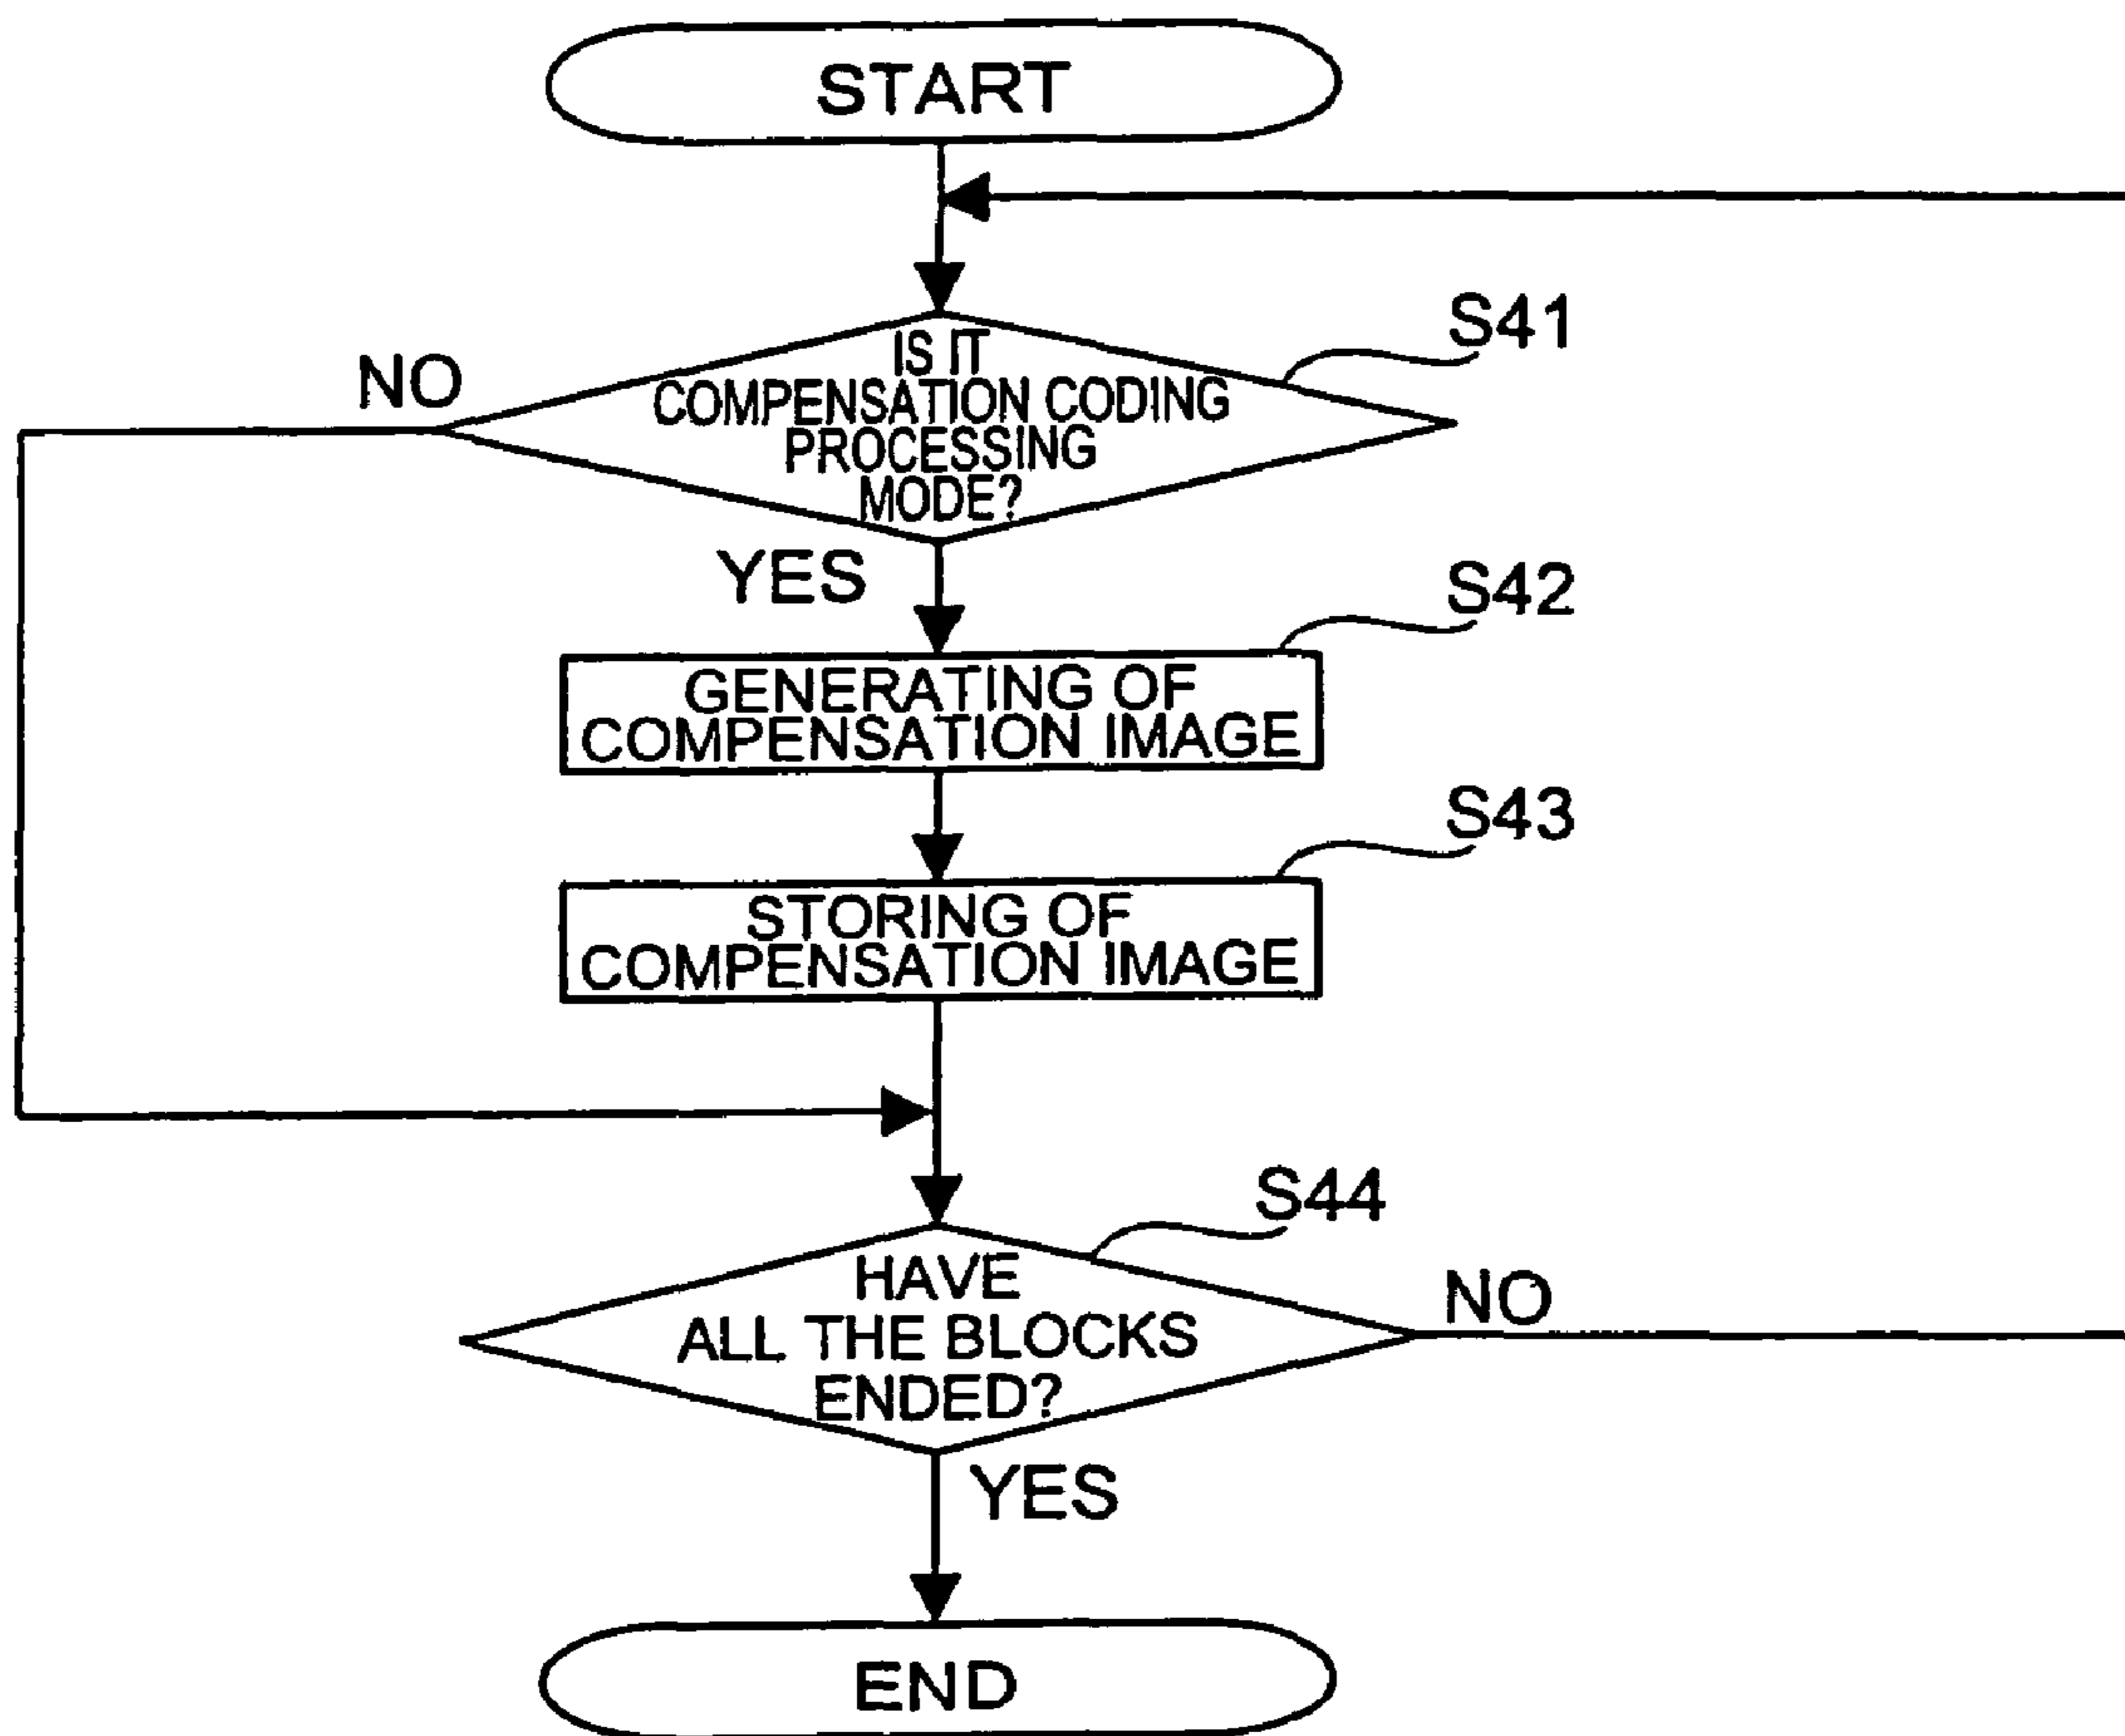 START
S41
NO
IS IT
COMPENSATION CODING
PROCESSING
MODE?
YES
S42
GENERATING OF
COMPENSATION IMAGE
S43
STORING OF
COMPENSATION IMAGE
S44
HAVE
ALL THE BLOCKS
ENDED?
NO
YES
END